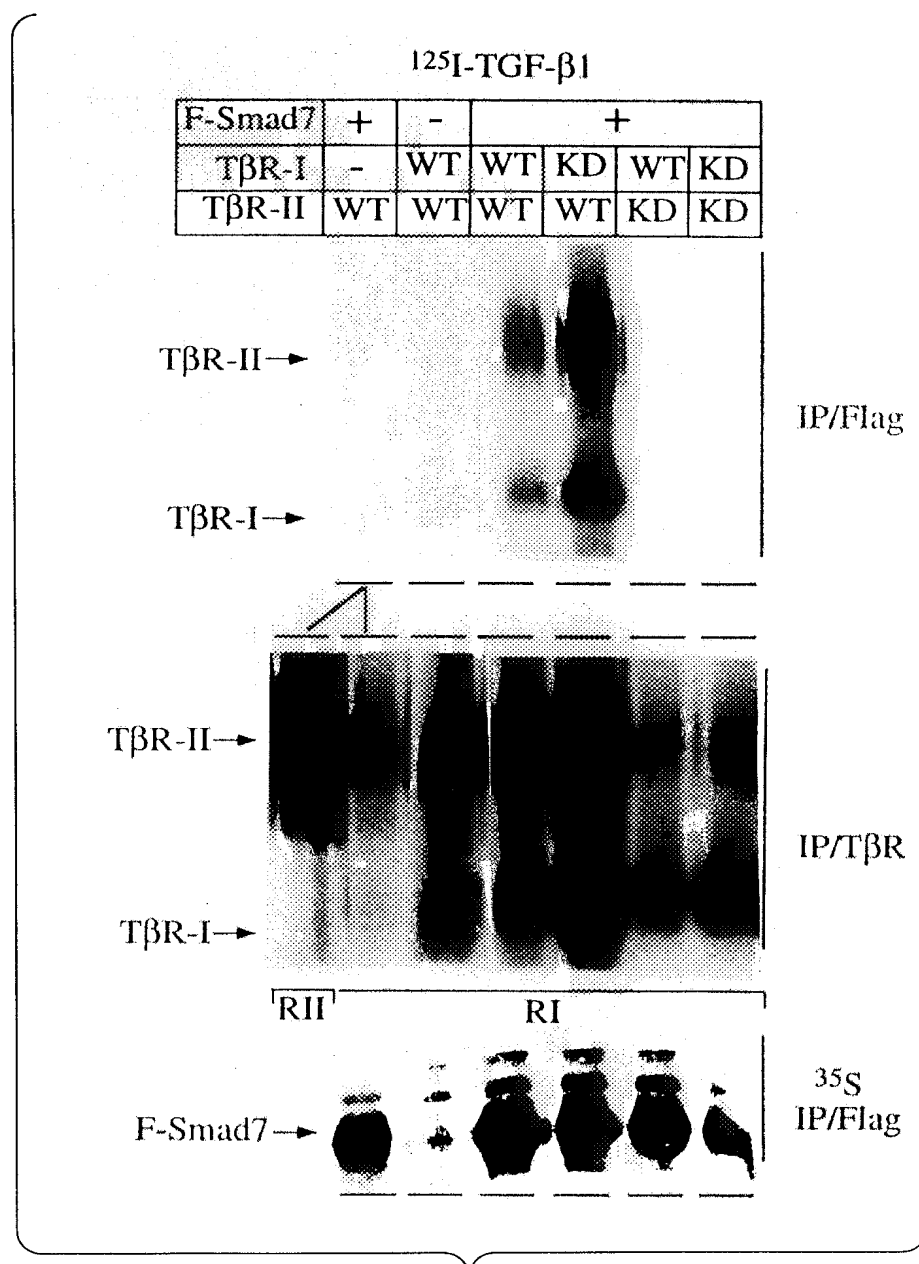 125I-TGF-β1
F-Smad7 + - +
TβR-I - WT WT KD WT KD
TβR-II WT WT WT WT KD KD
TβR-II
TβR-I
IP/Flag
TβR-II
TβR-I
IP/TβR
RII RI
F-Smad7
35S
IP/Flag